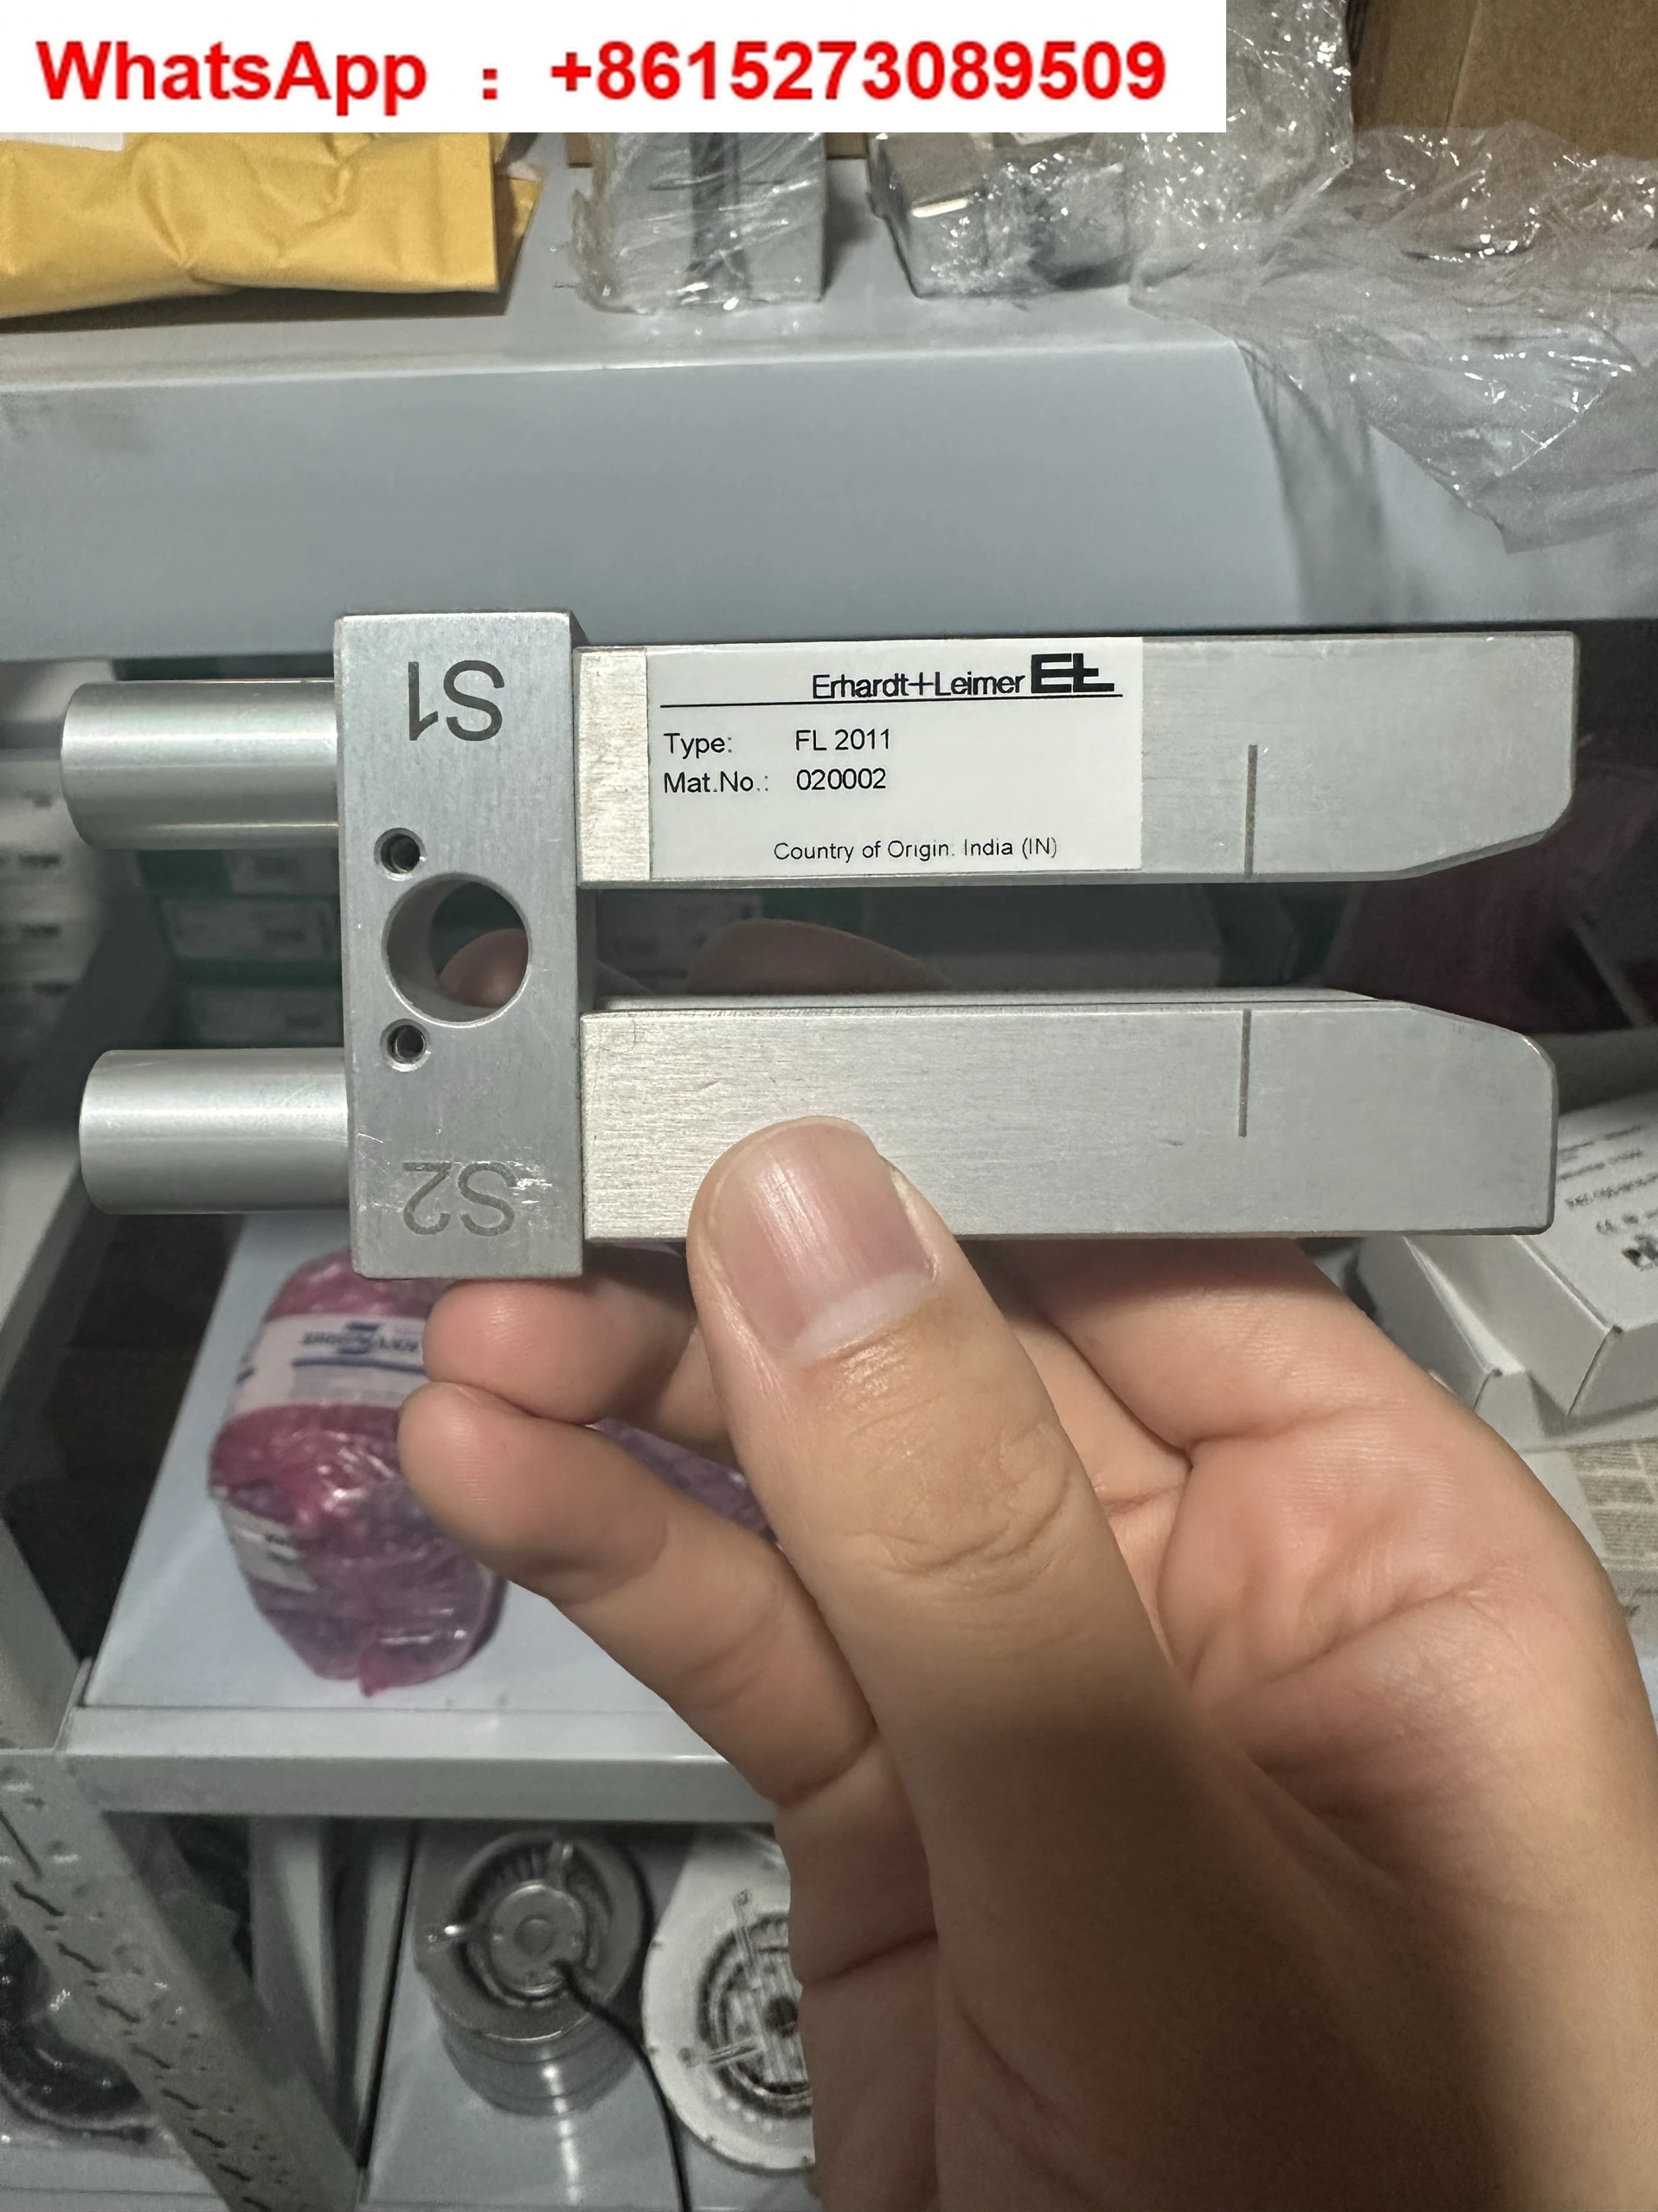 WhatsApp : +8615273089509
S1
Erhardt+Leimer EL
Type: FL 2011
Mat.No.: 020002
Country of Origin. India (IN)
S2